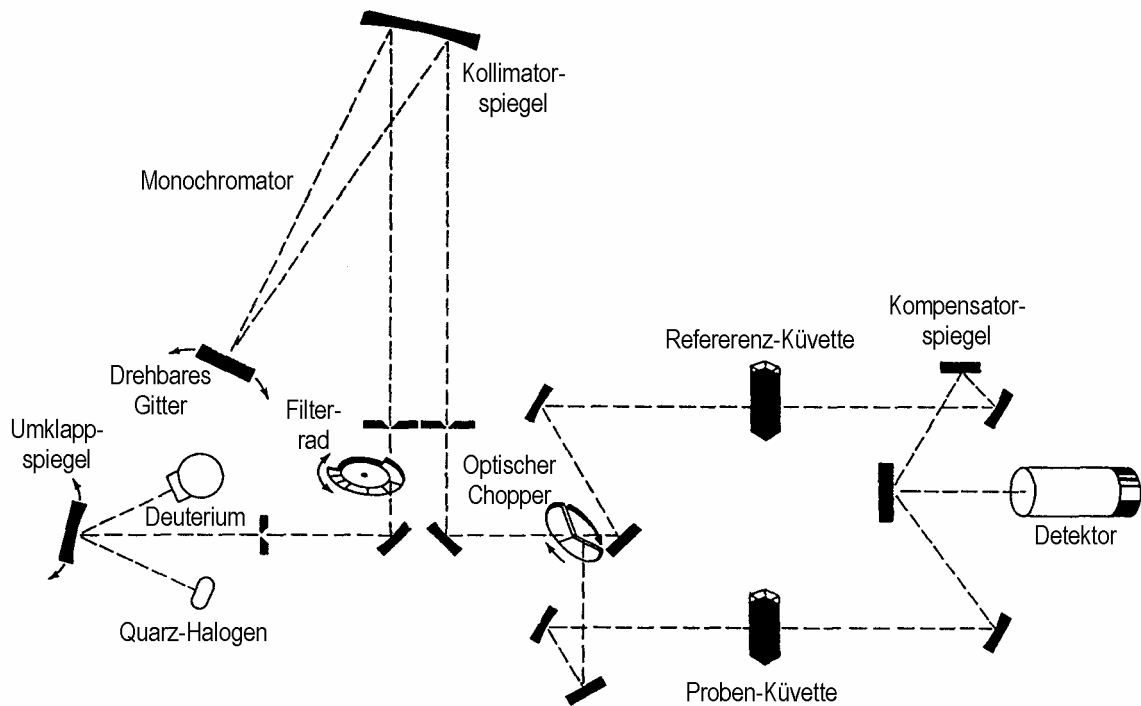 Kollimator-
spiegel
Monochromator
Kompensator-
spiegel
Refererenz-Küvette
Drehbares
Gitter
Filter-
rad
Umklapp-
spiegel
Optischer
Chopper
Deuterium
Detektor
Quarz-Halogen
Proben-Küvette